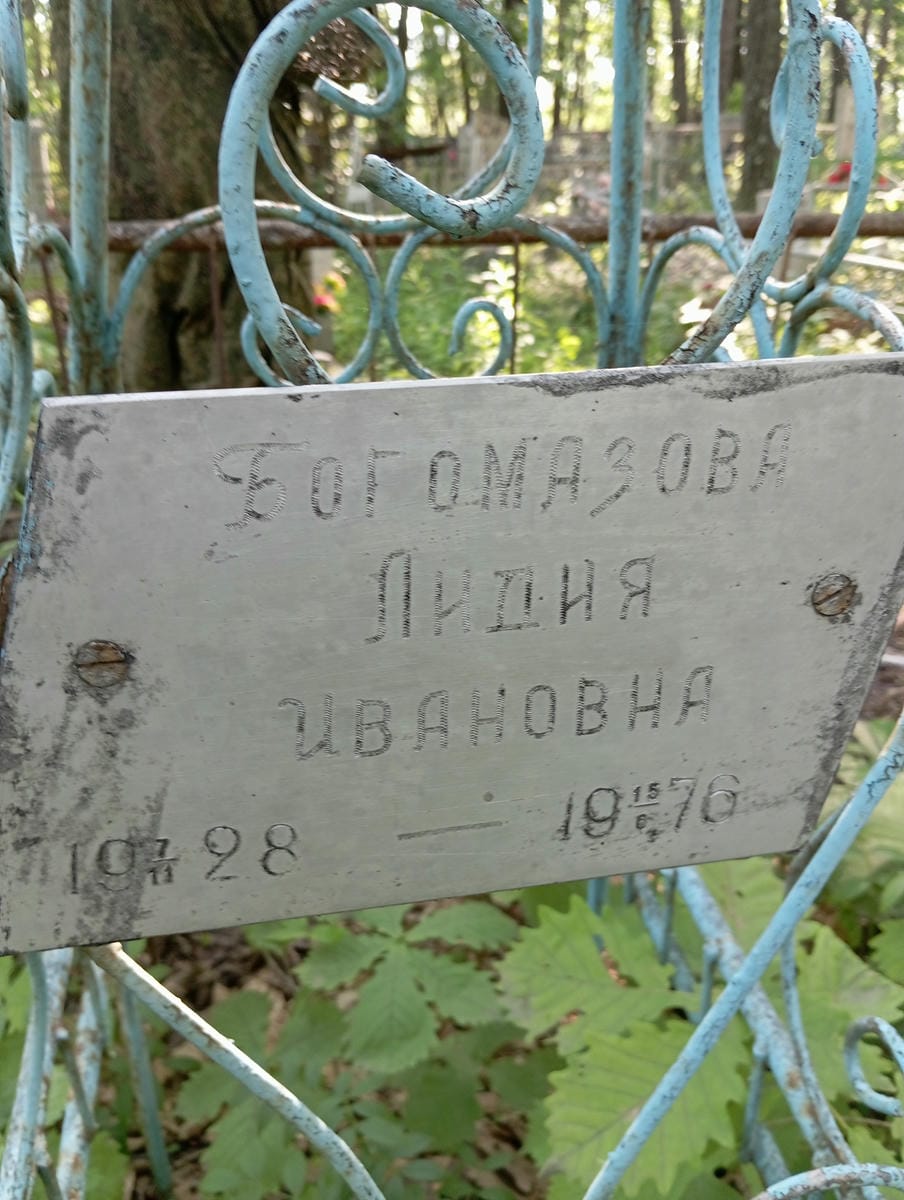 Богомазова
Лидия
Ивановна
19 7/11 28 — 19 15/6 76